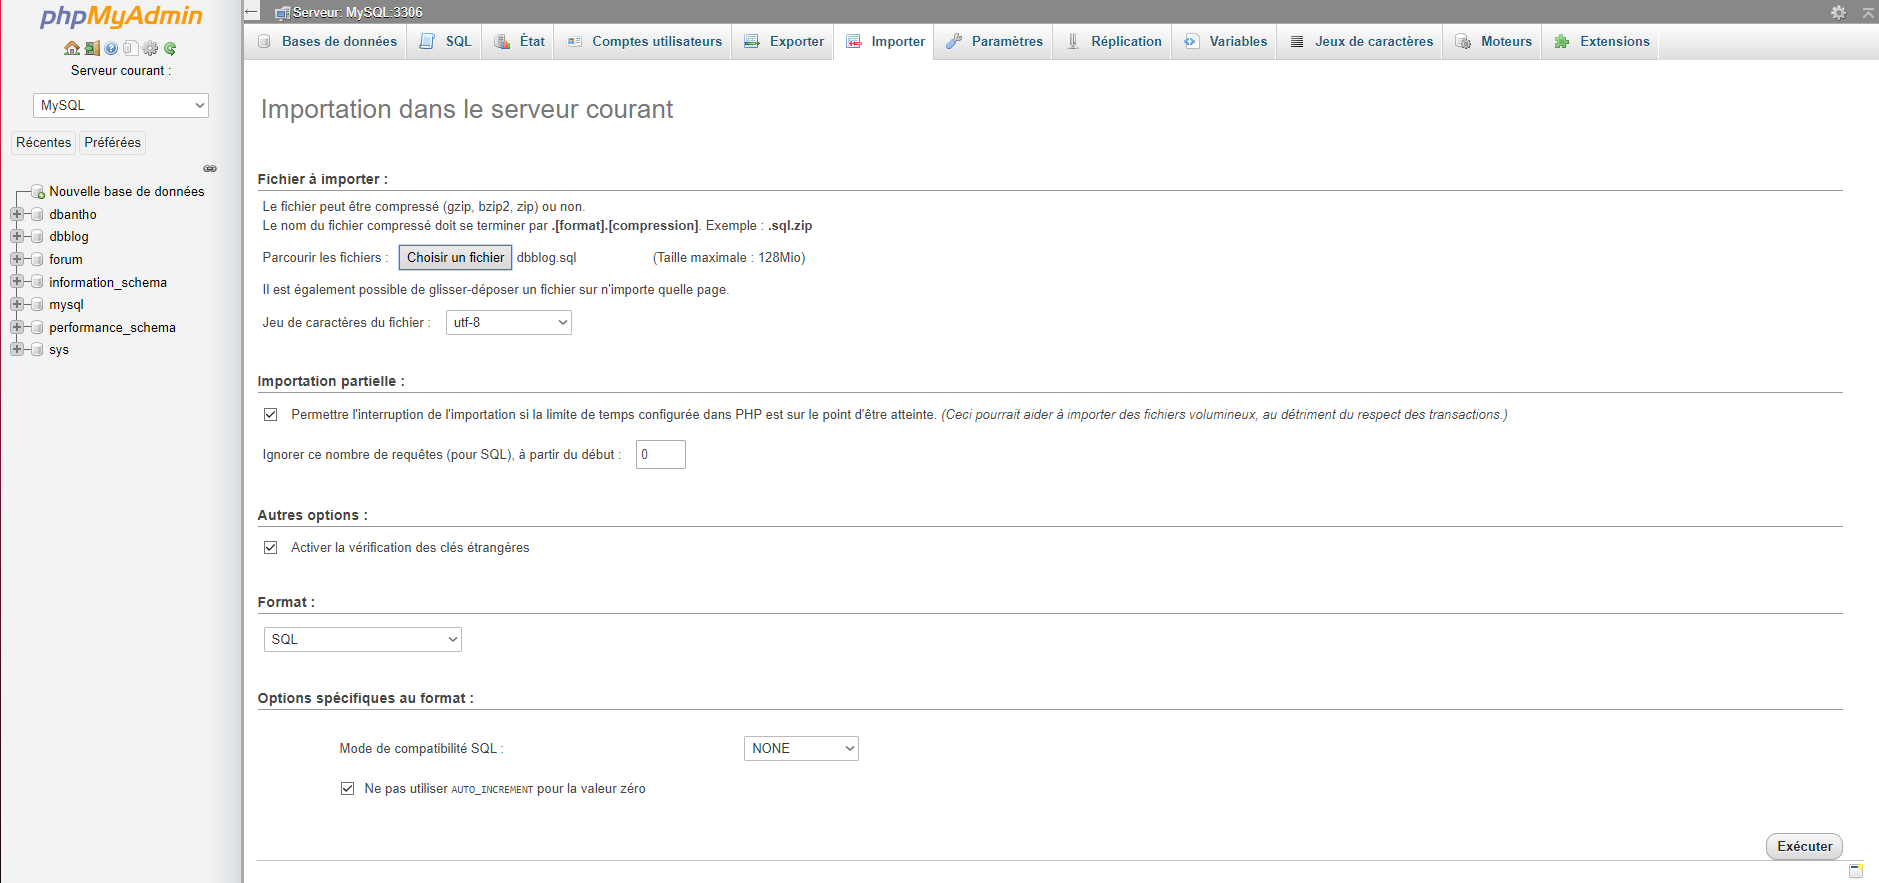 phpMyAdmin
Serveur courant :
MySQL
Récentes
Préférées
Nouvelle base de données
dbantho
dbblog
forum
information_schema
mysql
performance_schema
sys
Serveur: MySQL:3306
Bases de données
SQL
État
Comptes utilisateurs
Exporter
Importer
Paramètres
Réplication
Variables
Jeux de caractères
Moteurs
Extensions
Importation dans le serveur courant
Fichier à importer :
Le fichier peut être compressé (gzip, bzip2, zip) ou non.
Le nom du fichier compressé doit se terminer par .[format].[compression]. Exemple : .sql.zip
Parcourir les fichiers : Choisir un fichier dbblog.sql (Taille maximale : 128Mio)
Il est également possible de glisser-déposer un fichier sur n'importe quelle page.
Jeu de caractères du fichier : utf-8
Importation partielle :
Permettre l'interruption de l'importation si la limite de temps configurée dans PHP est sur le point d'être atteinte. (Ceci pourrait aider à importer des fichiers volumineux, au détriment du respect des transactions.)
Ignorer ce nombre de requêtes (pour SQL), à partir du début : 0
Autres options :
Activer la vérification des clés étrangères
Format :
SQL
Options spécifiques au format :
Mode de compatibilité SQL : NONE
Ne pas utiliser AUTO_INCREMENT pour la valeur zéro
Exécuter